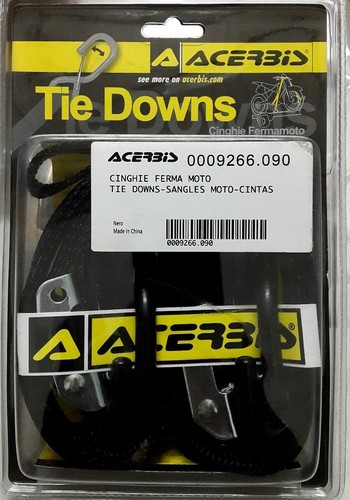 ACERBIS
see more on acerbis.com
Tie Downs
Cinghie Fermamoto
ACERBIS 0009266.090
CINGHIE FERMA MOTO
TIE DOWNS-SANGLES MOTO-CINTAS
Nero
Made in China
0009266.090
ACERBIS